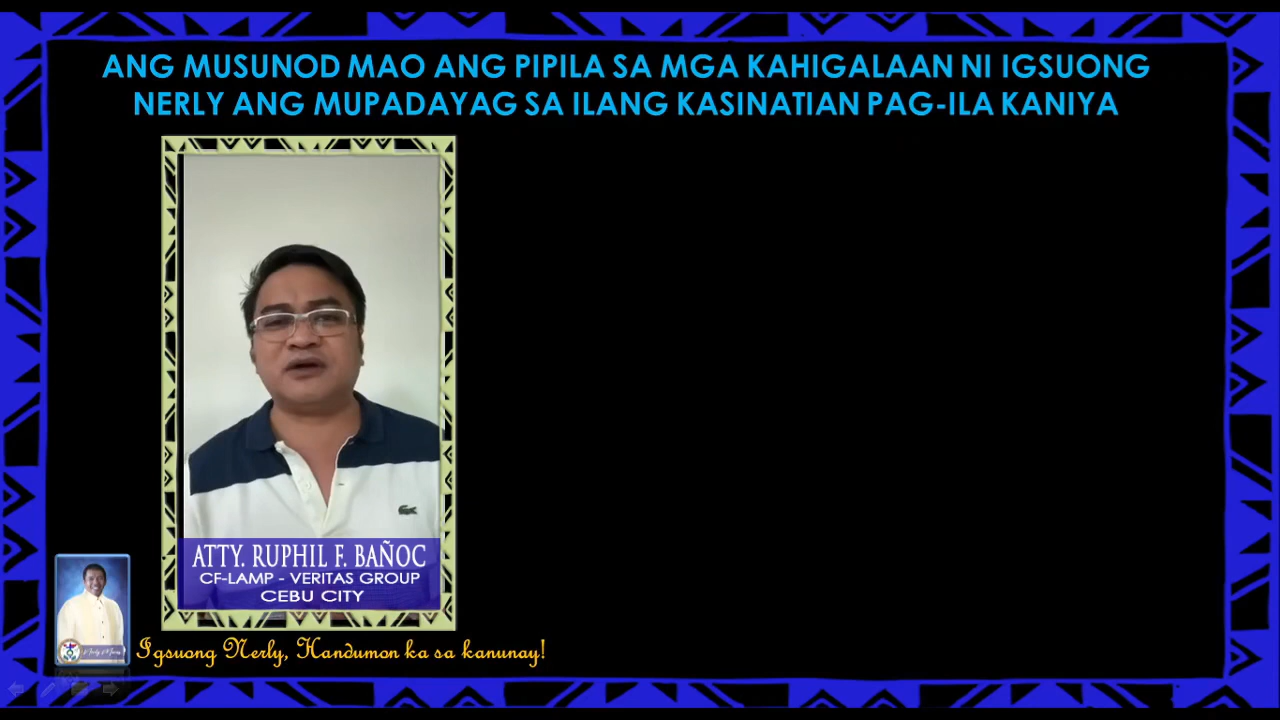 ANG MUSUNOD MAO ANG PIPILA SA MGA KAHIGALAAN NI IGSUONG
NERLY ANG MUPADAYAG SA ILANG KASINATIAN PAG-ILA KANIYA
ATTY. RUPHIL F. BAÑOC
CF-LAMP - VERITAS GROUP
CEBU CITY
Igsuong Nerly, Handumon ka sa kanunay!